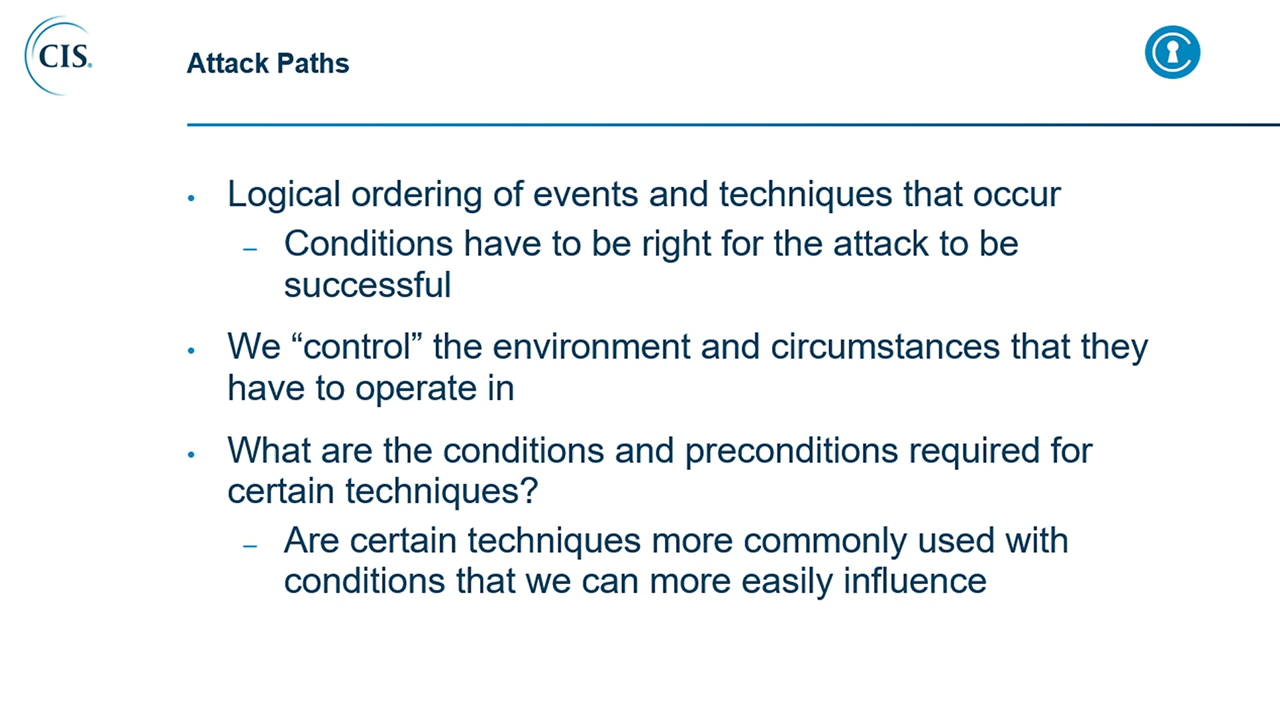 CIS.
Attack Paths
• Logical ordering of events and techniques that occur
– Conditions have to be right for the attack to be
successful
• We “control” the environment and circumstances that they
have to operate in
• What are the conditions and preconditions required for
certain techniques?
– Are certain techniques more commonly used with
conditions that we can more easily influence